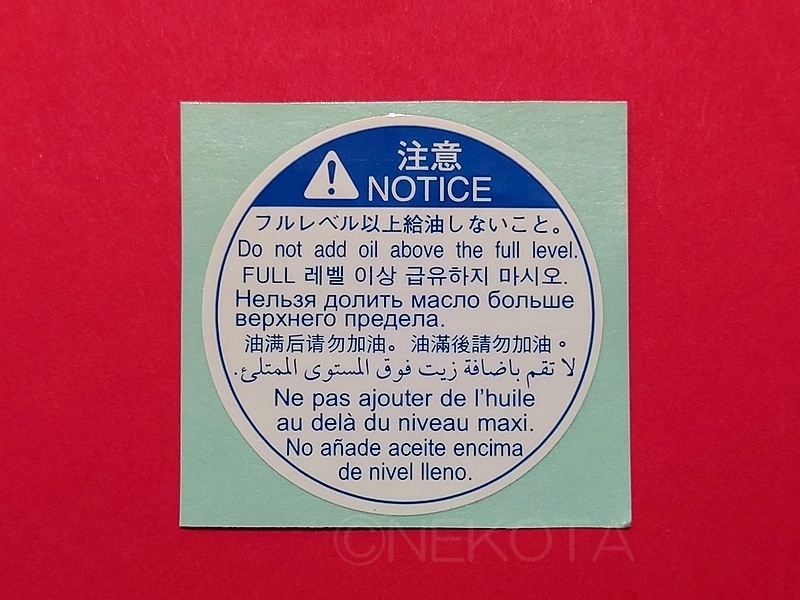 注意
NOTICE
フルレベル以上給油しないこと。
Do not add oil above the full level.
FULL 레벨 이상 급유하지 마시오.
Нельзя долить масло больше
верхнего предела.
油满后请勿加油。 油滿後請勿加油。
لا تقم باضافة زيت فوق المستوى الممتلئ.
Ne pas ajouter de l'huile
au delà du niveau maxi.
No añade aceite encima
de nivel lleno.
©NEKOTA